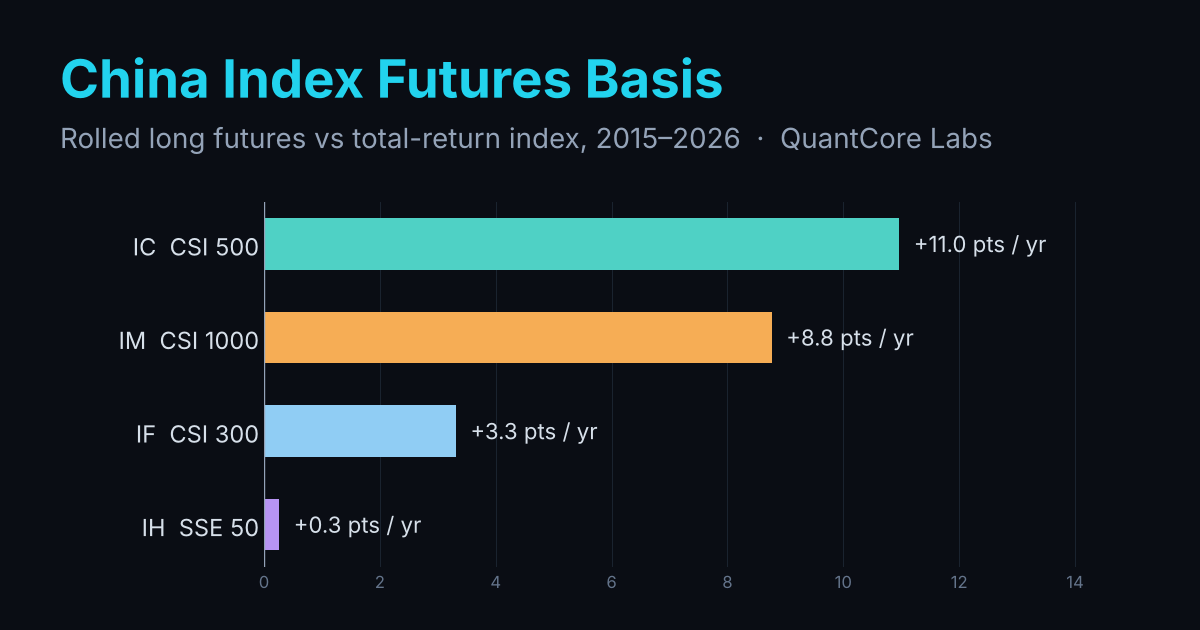 China Index Futures Basis
Rolled long futures vs total-return index, 2015–2026 · QuantCore Labs
IC CSI 500
+11.0 pts / yr
IM CSI 1000
+8.8 pts / yr
IF CSI 300
+3.3 pts / yr
IH SSE 50
+0.3 pts / yr
0 2 4 6 8 10 12 14